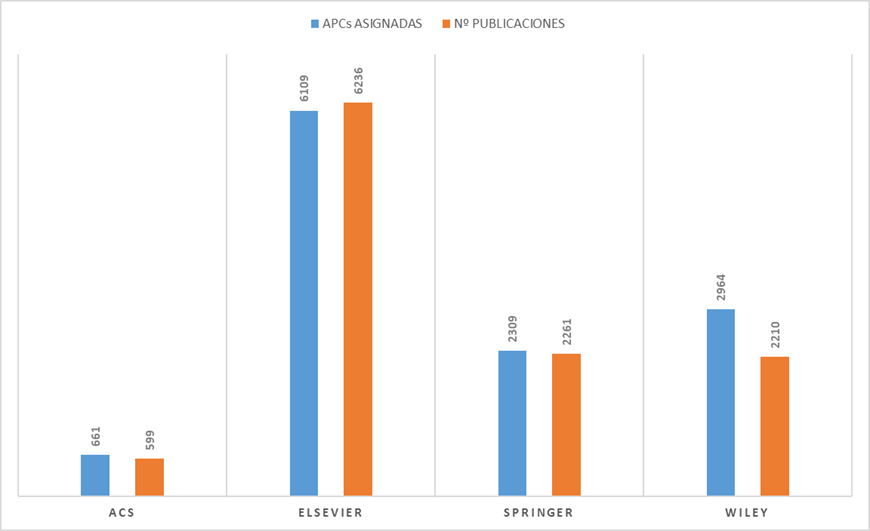 APCs ASIGNADAS Nº PUBLICACIONES
661 599 6109 6236 2309 2261 2964 2210
ACS ELSEVIER SPRINGER WILEY